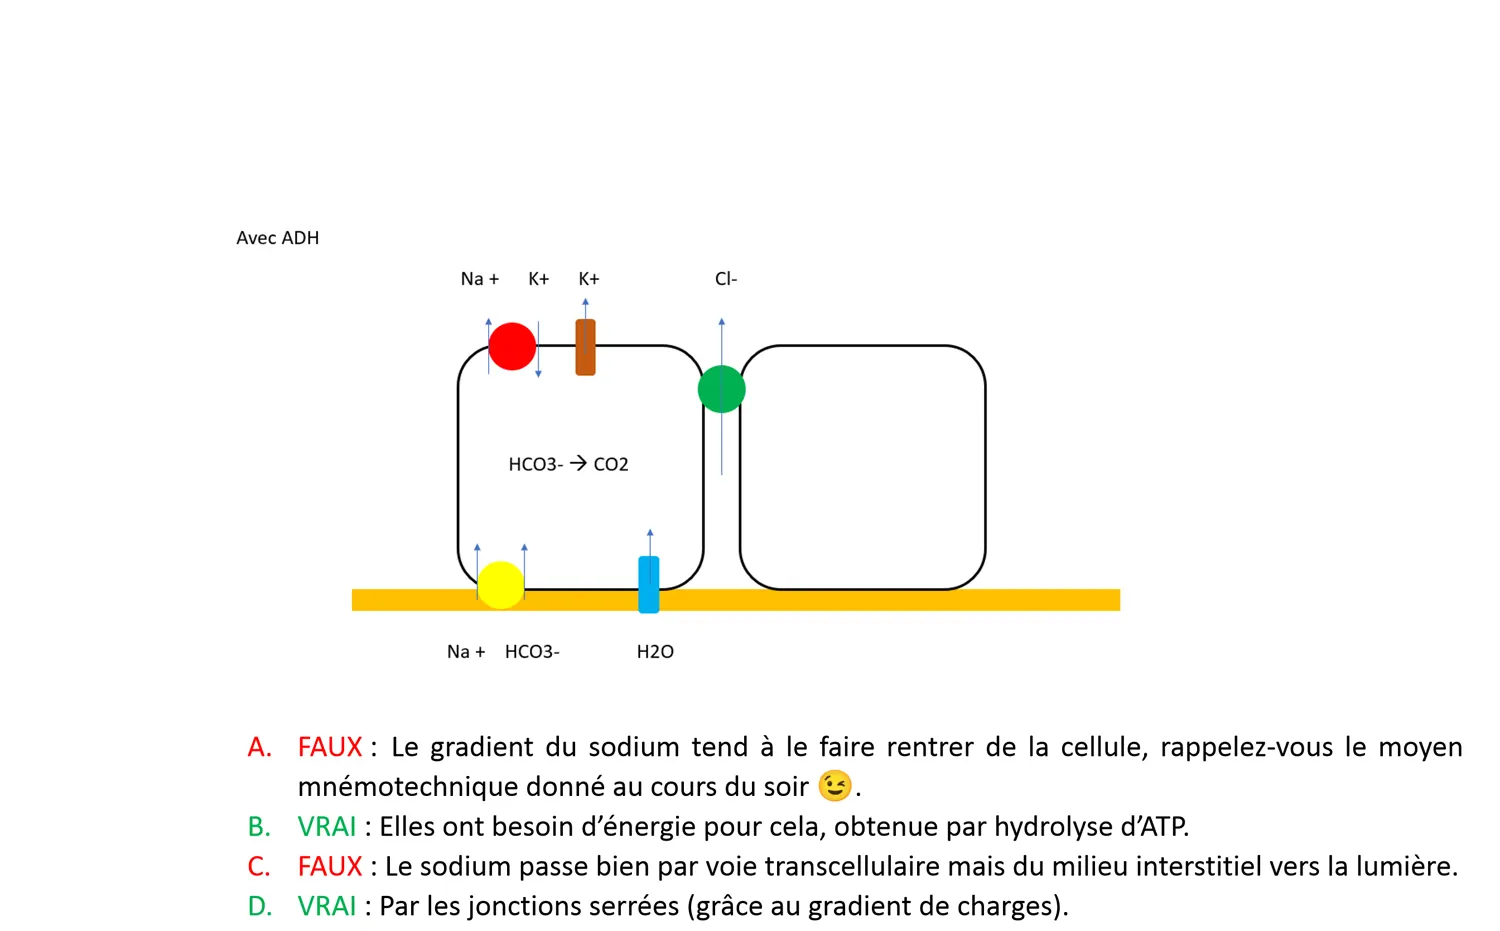 Avec ADH
Na + K+ K+ Cl-
HCO3- → CO2
Na + HCO3- H2O
A. FAUX : Le gradient du sodium tend à le faire rentrer de la cellule, rappelez-vous le moyen
mnémotechnique donné au cours du soir 😉.
B. VRAI : Elles ont besoin d’énergie pour cela, obtenue par hydrolyse d’ATP.
C. FAUX : Le sodium passe bien par voie transcellulaire mais du milieu interstitiel vers la lumière.
D. VRAI : Par les jonctions serrées (grâce au gradient de charges).